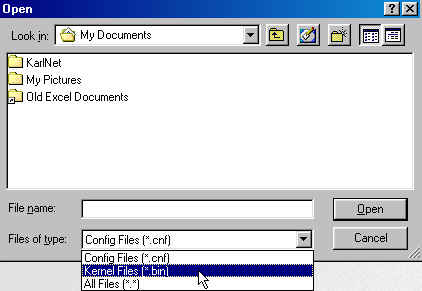 Open
Look in: My Documents
KarlNet
My Pictures
Old Excel Documents
File name: Open
Files of type: Config Files (*.cnf) Cancel
Config Files (*.cnf)
Kernel Files (*.bin)
All Files (*.*)